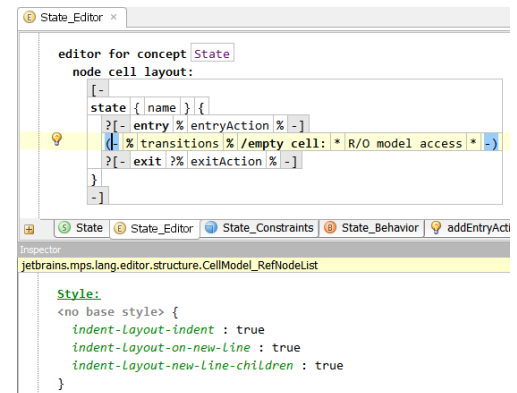 State_Editor ×
editor for concept State
node cell layout:
[-
state { name } {
?[- entry % entryAction % -]
(- % transitions % /empty cell: * R/O model access * -)
?[- exit ?% exitAction % -]
}
-]
State State_Editor State_Constraints State_Behavior addEntryActi
Inspector
jetbrains.mps.lang.editor.structure.CellModel_RefNodeList
Style:
<no base style> {
indent-layout-indent : true
indent-layout-on-new-line : true
indent-layout-new-line-children : true
}